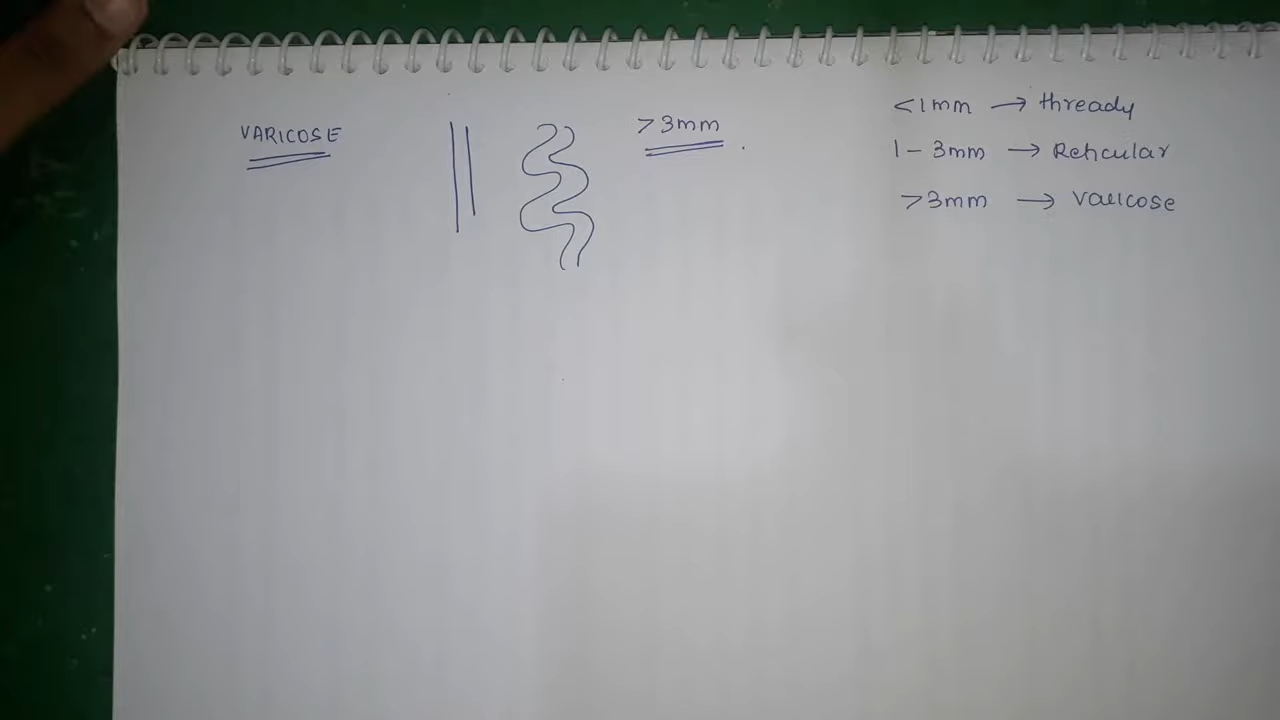 VARICOSE
>3mm
<1mm → thready
1-3mm → Reticular
>3mm → varicose